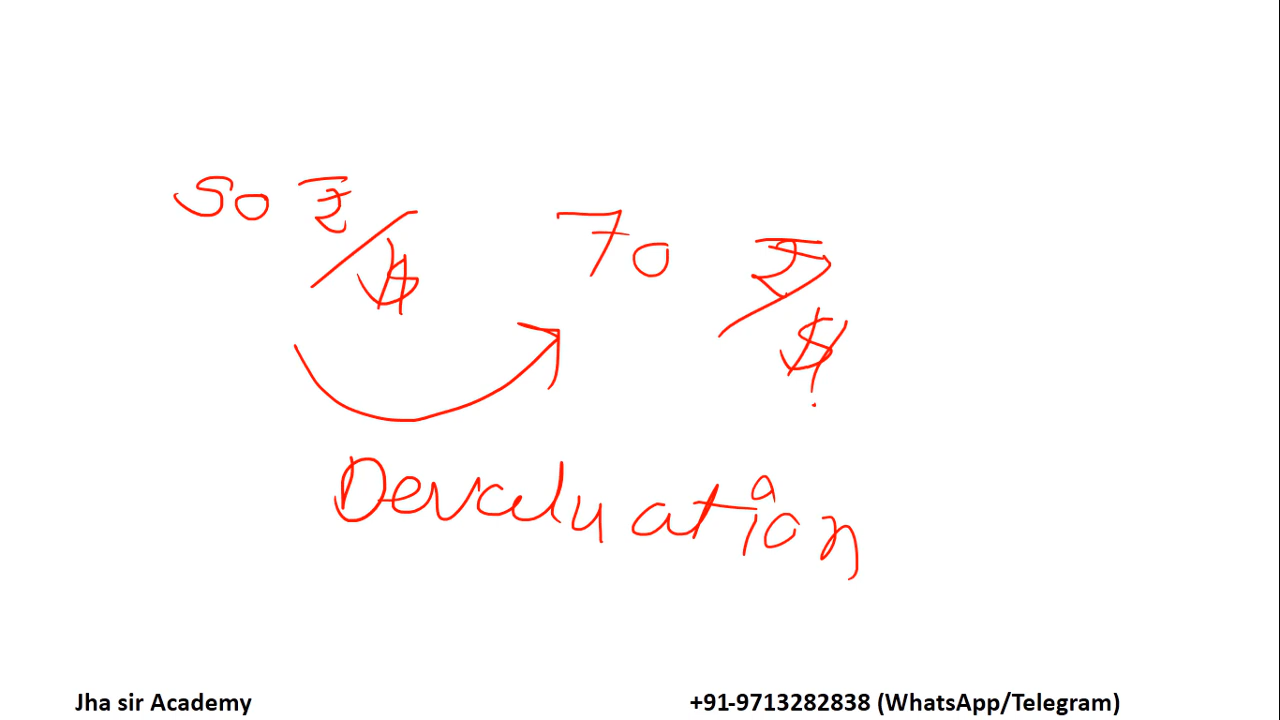 50 ₹/$ 70 ₹/$
Devaluation
Jha sir Academy +91-9713282838 (WhatsApp/Telegram)